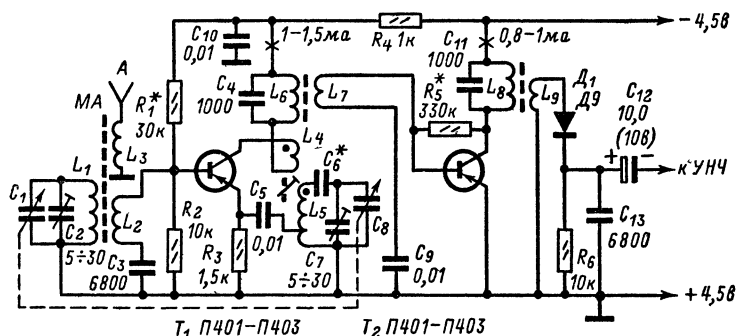 C10
0,01
1-1,5ма
R4 1к
C11
1000
0,8-1ма
-4,5в
А
МА
R1*
30к
C4
1000
L6
L7
R5*
330к
L8
L9
Д1
Д9
C12
10,0
(10в)
+ -
к УНЧ
L1
L3
L4
C6*
C1
C2
5÷30
L2
C3
6800
R2
10к
R3
1,5к
C5
0,01
L5
C7
5÷30
C8
C9
0,01
C13
6800
R6
10к
+4,5в
Т1 П401-П403
Т2 П401-П403